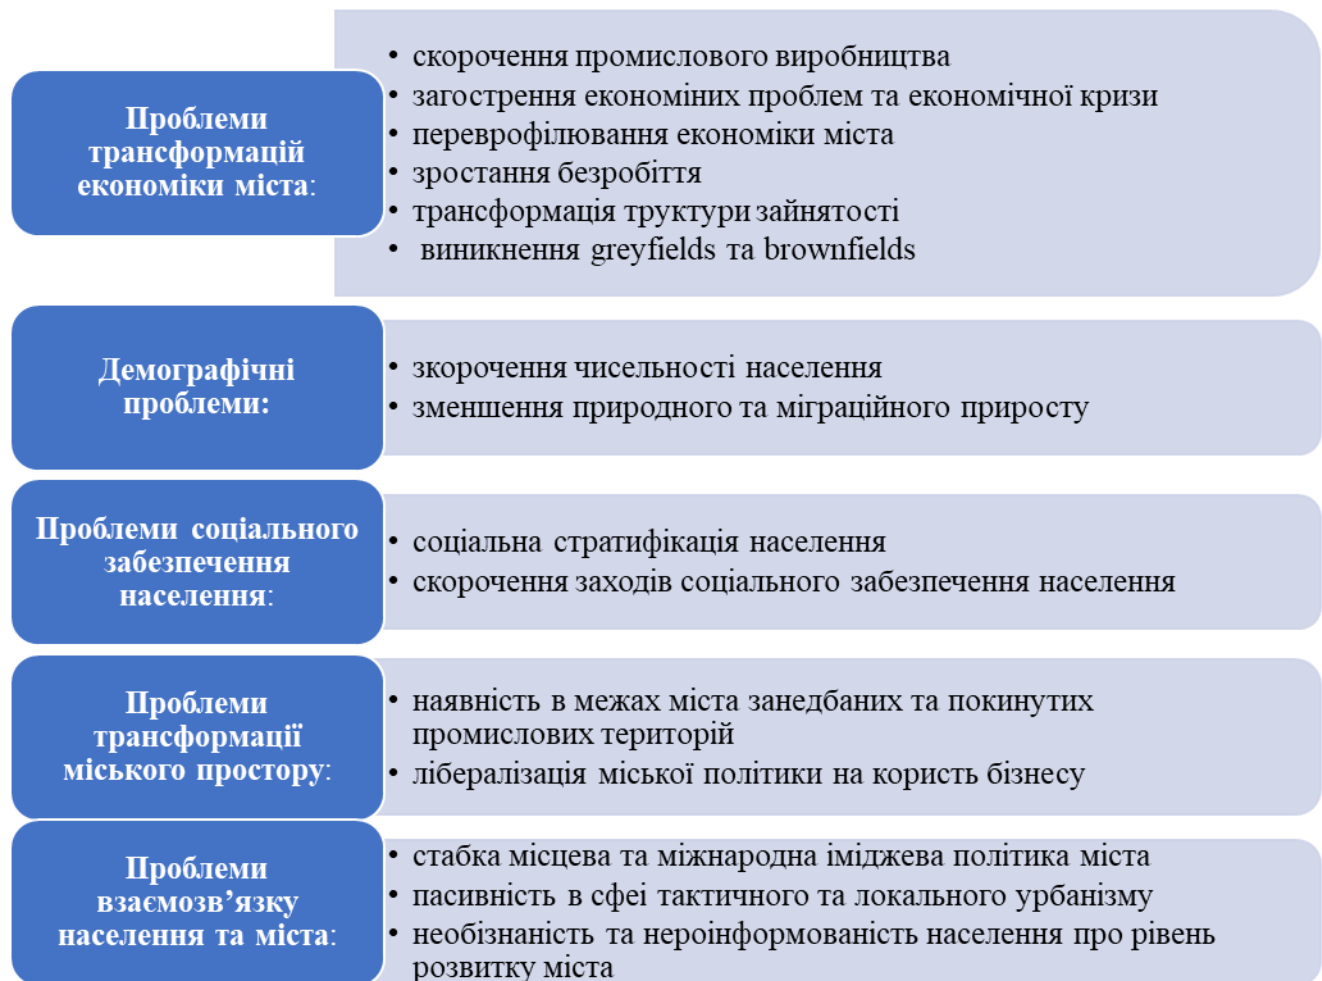 Проблеми
трансформацій
економіки міста:
• скорочення промислового виробництва
• загострення економіних проблем та економічної кризи
• переврофілювання економіки міста
• зростання безробіття
• трансформація труктури зайнятості
• виникнення greyfields та brownfields
Демографічні
проблеми:
• зкорочення чисельності населення
• зменшення природного та міграційного приросту
Проблеми соціального
забезпечення
населення:
• соціальна стратифікація населення
• скорочення заходів соціального забезпечення населення
Проблеми
трансформації
міського простору:
• наявність в межах міста занедбаних та покинутих
промислових територій
• лібералізація міської політики на користь бізнесу
Проблеми
взаємозв’язку
населення та міста:
• стабка місцева та міжнародна іміджева політика міста
• пасивність в сфеі тактичного та локального урбанізму
• необізнаність та нероінформованість населення про рівень
розвитку міста